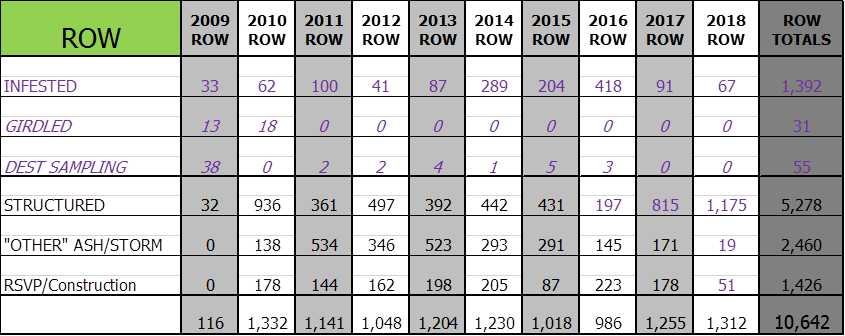 ROW 2009 ROW 2010 ROW 2011 ROW 2012 ROW 2013 ROW 2014 ROW 2015 ROW 2016 ROW 2017 ROW 2018 ROW ROW TOTALS
INFESTED 33 62 100 41 87 289 204 418 91 67 1,392
GIRDLED 13 18 0 0 0 0 0 0 0 0 31
DEST SAMPLING 38 0 2 2 4 1 5 3 0 0 55
STRUCTURED 32 936 361 497 392 442 431 197 815 1,175 5,278
"OTHER" ASH/STORM 0 138 534 346 523 293 291 145 171 19 2,460
RSVP/Construction 0 178 144 162 198 205 87 223 178 51 1,426
116 1,332 1,141 1,048 1,204 1,230 1,018 986 1,255 1,312 10,642